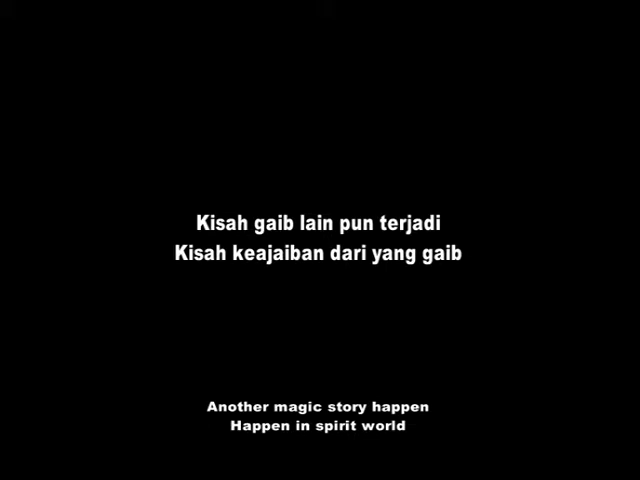 Kisah gaib lain pun terjadi
Kisah keajaiban dari yang gaib
Another magic story happen
Happen in spirit world